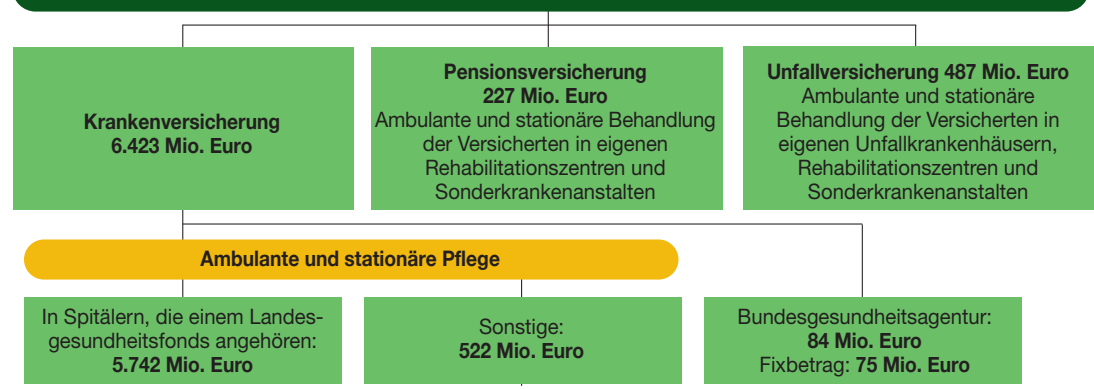 Krankenversicherung
6.423 Mio. Euro
Pensionsversicherung
227 Mio. Euro
Ambulante und stationäre Behandlung
der Versicherten in eigenen
Rehabilitationszentren und
Sonderkrankenanstalten
Unfallversicherung 487 Mio. Euro
Ambulante und stationäre
Behandlung der Versicherten in
eigenen Unfallkrankenhäusern,
Rehabilitationszentren und
Sonderkrankenanstalten
Ambulante und stationäre Pflege
In Spitälern, die einem Landes-
gesundheitsfonds angehören:
5.742 Mio. Euro
Sonstige:
522 Mio. Euro
Bundesgesundheitsagentur:
84 Mio. Euro
Fixbetrag: 75 Mio. Euro